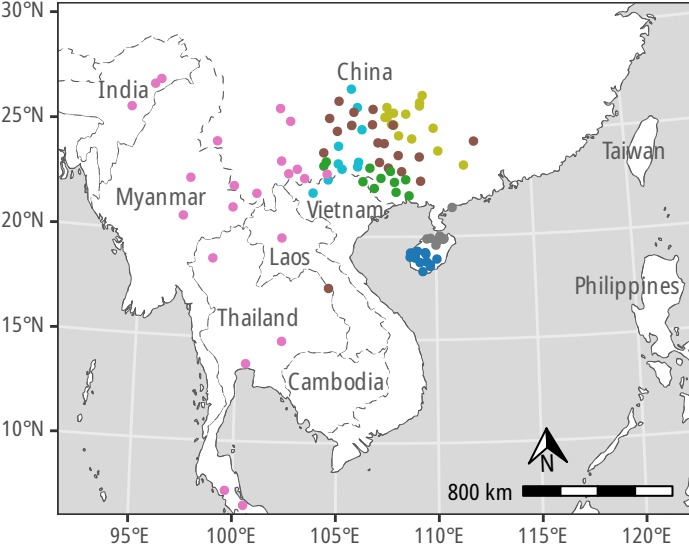 30°N
China
India
25°N
Taiwan
Myanmar
Vietnam
20°N
Laos
Philippines
15°N
Thailand
Cambodia
10°N
N
800 km
95°E 100°E 105°E 110°E 115°E 120°E